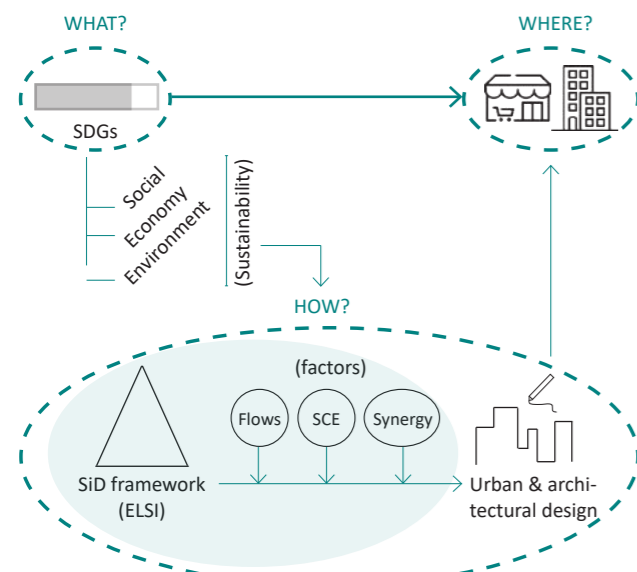 WHAT?
WHERE?
SDGs
Social
Economy
Environment
(Sustainability)
HOW?
(factors)
Flows
SCE
Synergy
SiD framework
(ELSI)
Urban & archi-
tectural design